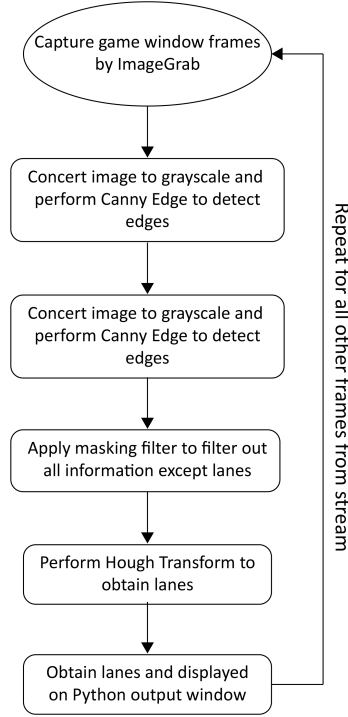 Capture game window frames
by ImageGrab
Concert image to grayscale and
perform Canny Edge to detect
edges
Concert image to grayscale and
perform Canny Edge to detect
edges
Apply masking filter to filter out
all information except lanes
Perform Hough Transform to
obtain lanes
Obtain lanes and displayed
on Python output window
Repeat for all other frames from stream